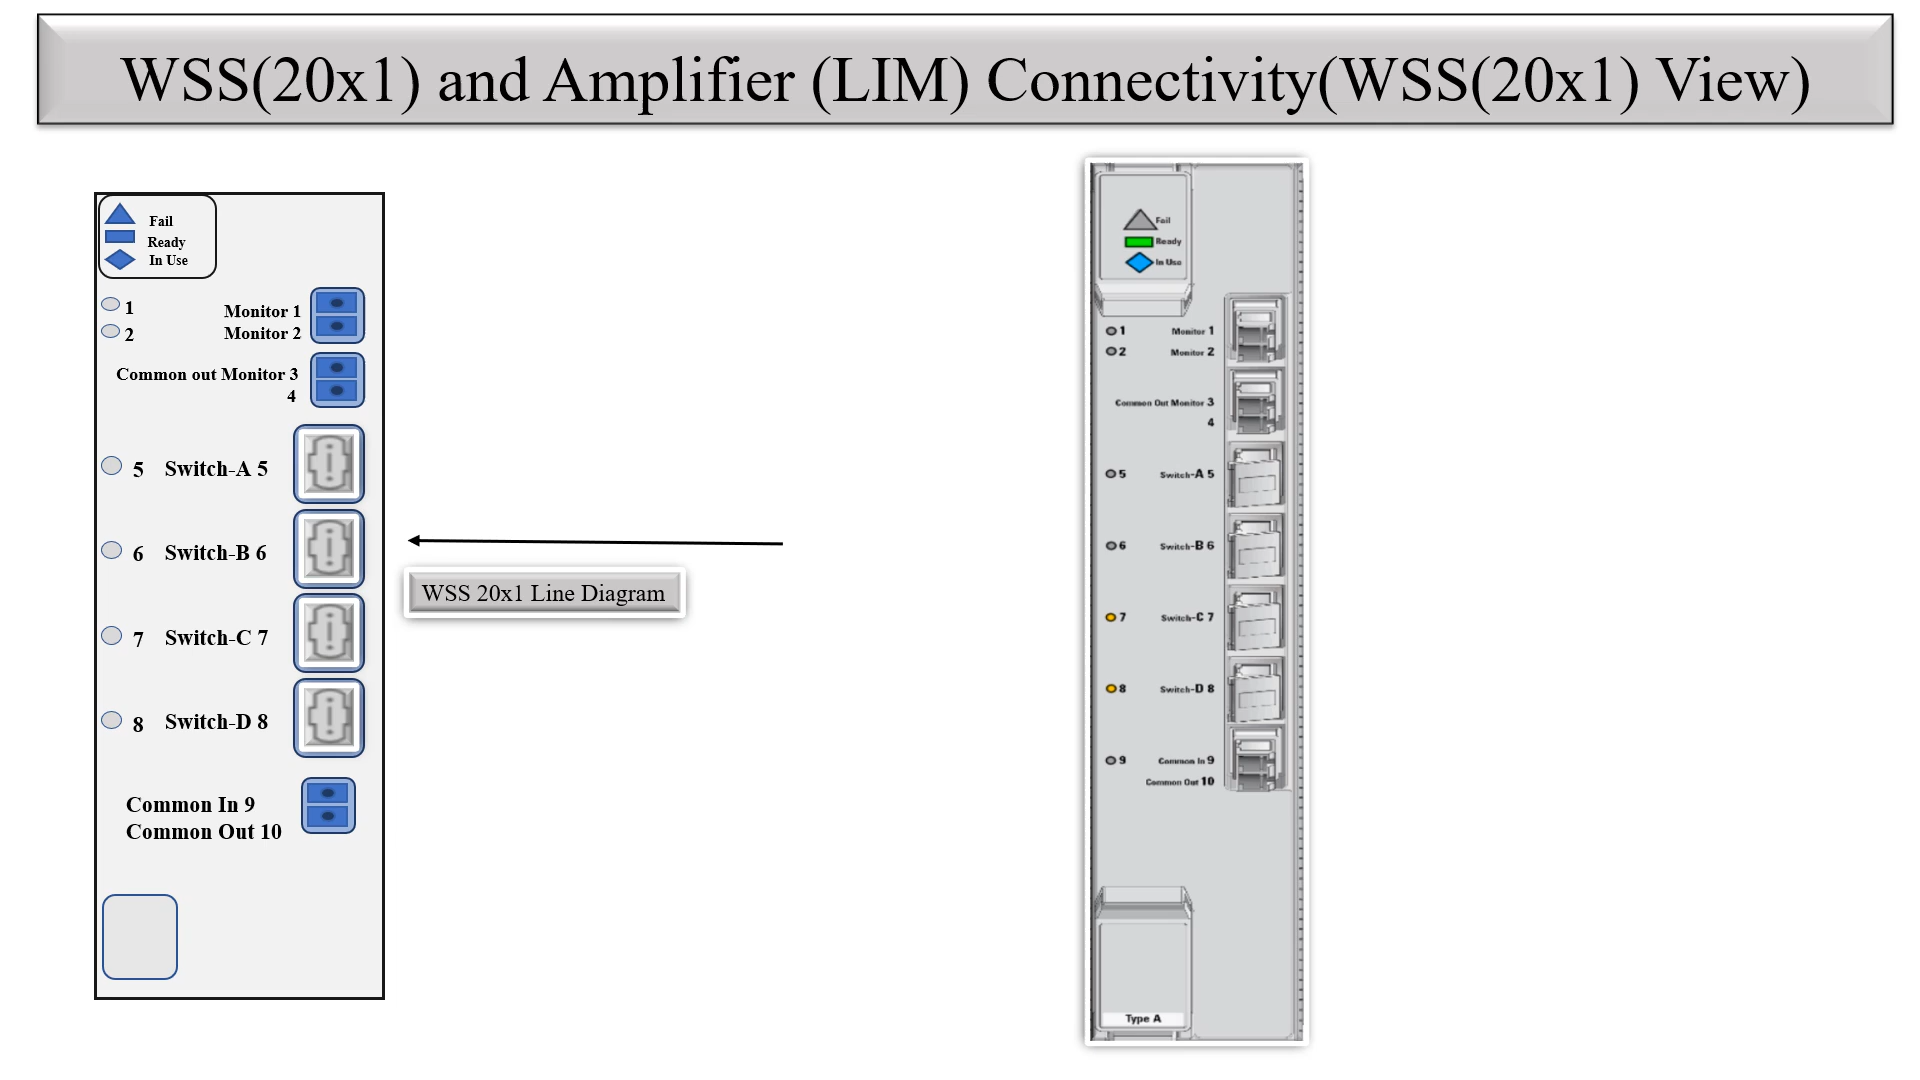 WSS(20x1) and Amplifier (LIM) Connectivity(WSS(20x1) View)
Fail
Ready
In Use
1
2
Monitor 1
Monitor 2
Common out Monitor 3
4
5 Switch-A 5
6 Switch-B 6
7 Switch-C 7
8 Switch-D 8
Common In 9
Common Out 10
WSS 20x1 Line Diagram
Fail
Ready
In Use
1 Monitor 1
2 Monitor 2
Common Out Monitor 3
4
5 Switch-A 5
6 Switch-B 6
7 Switch-C 7
8 Switch-D 8
9 Common In 9
Common Out 10
Type A